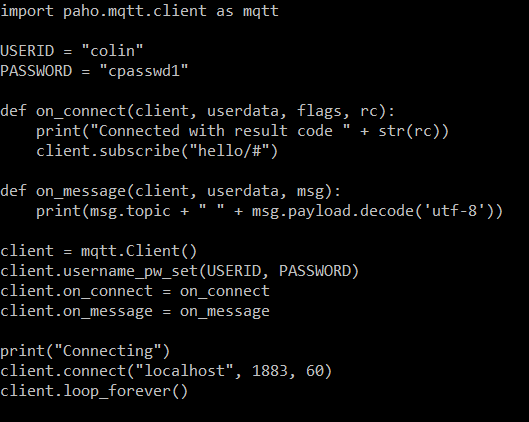 import paho.mqtt.client as mqtt

USERID = "colin"
PASSWORD = "cpasswd1"

def on_connect(client, userdata, flags, rc):
    print("Connected with result code " + str(rc))
    client.subscribe("hello/#")

def on_message(client, userdata, msg):
    print(msg.topic + " " + msg.payload.decode('utf-8'))

client = mqtt.Client()
client.username_pw_set(USERID, PASSWORD)
client.on_connect = on_connect
client.on_message = on_message

print("Connecting")
client.connect("localhost", 1883, 60)
client.loop_forever()